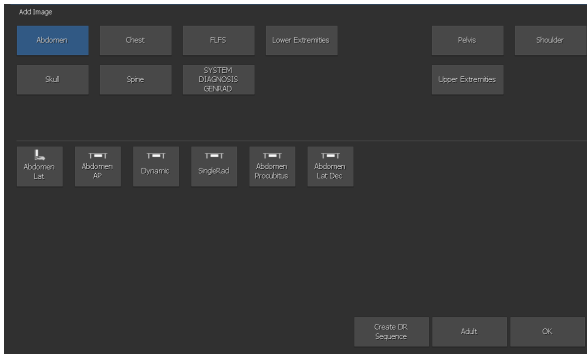 Add Image
Abdomen
Chest
FLFS
Lower Extremities
Pelvis
Shoulder
Skull
Spine
SYSTEM
DIAGNOSIS
GENRAD
Upper Extremities
Abdomen
Lat
Abdomen
AP
Dynamic
SingleRad
Abdomen
Procubitus
Abdomen
Lat Dec
Create DR
Sequence
Adult
OK